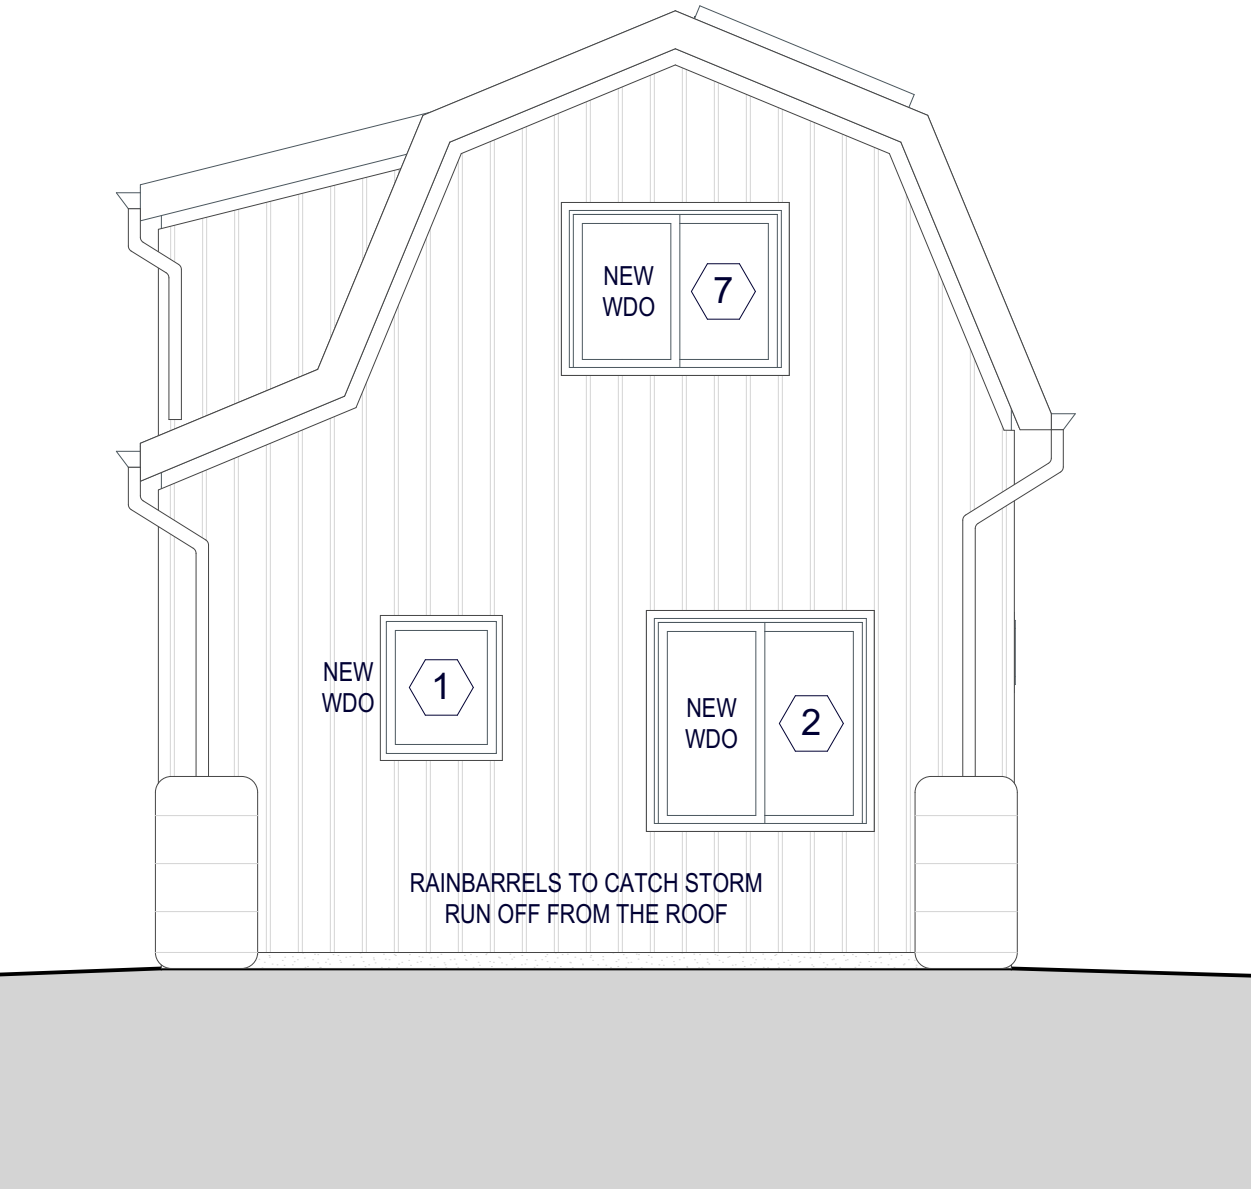 NEW
WDO
7
NEW
WDO
1
NEW
WDO
2
RAINBARRELS TO CATCH STORM
RUN OFF FROM THE ROOF